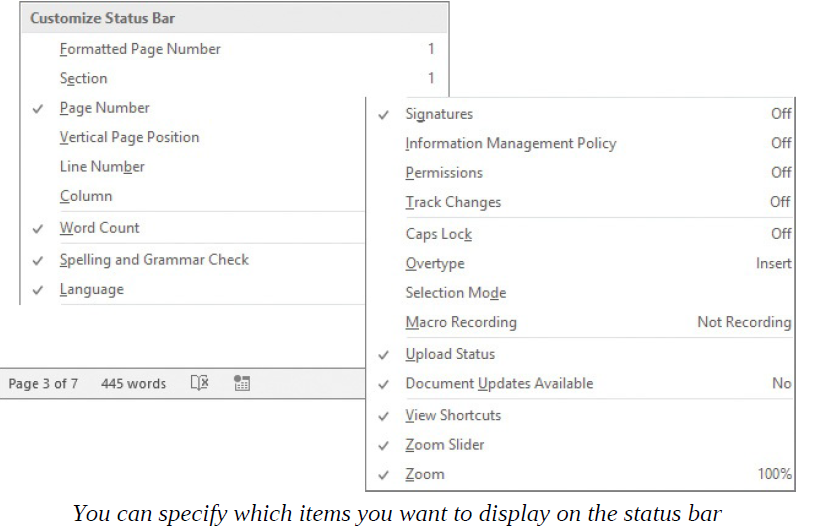 Customize Status Bar
Formatted Page Number 1
Section 1
Page Number
Vertical Page Position
Line Number
Column
Word Count
Spelling and Grammar Check
Language
Signatures Off
Information Management Policy Off
Permissions Off
Track Changes Off
Caps Lock Off
Overtype Insert
Selection Mode
Macro Recording Not Recording
Upload Status
Document Updates Available No
View Shortcuts
Zoom Slider
Zoom 100%
Page 3 of 7 445 words
You can specify which items you want to display on the status bar